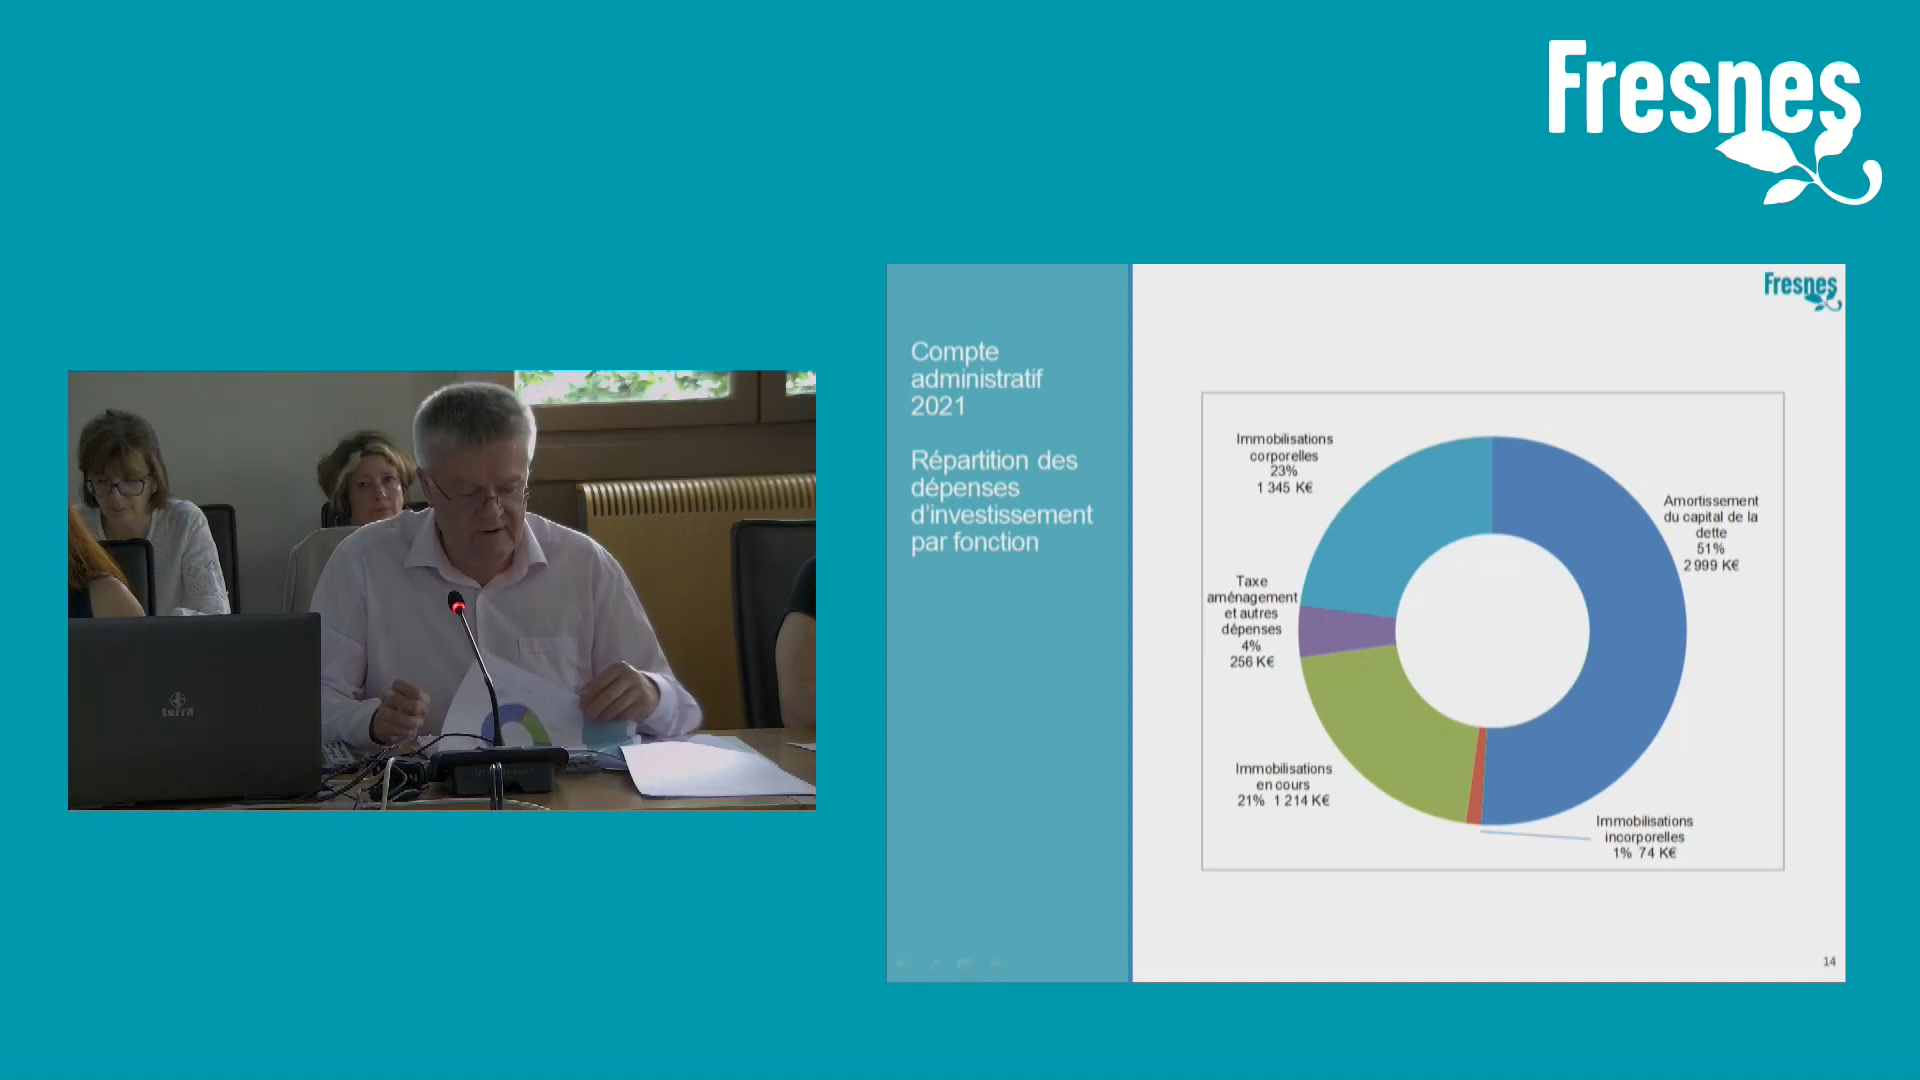 Fresnes
Fresnes
Compte
administratif
2021
Répartition des
dépenses
d'investissement
par fonction
Immobilisations
corporelles
23%
1 345 K€
Amortissement
du capital de la
dette
51%
2 999 K€
Taxe
aménagement
et autres
dépenses
4%
256 K€
Immobilisations
en cours
21% 1 214 K€
Immobilisations
incorporelles
1% 74 K€
14
terra